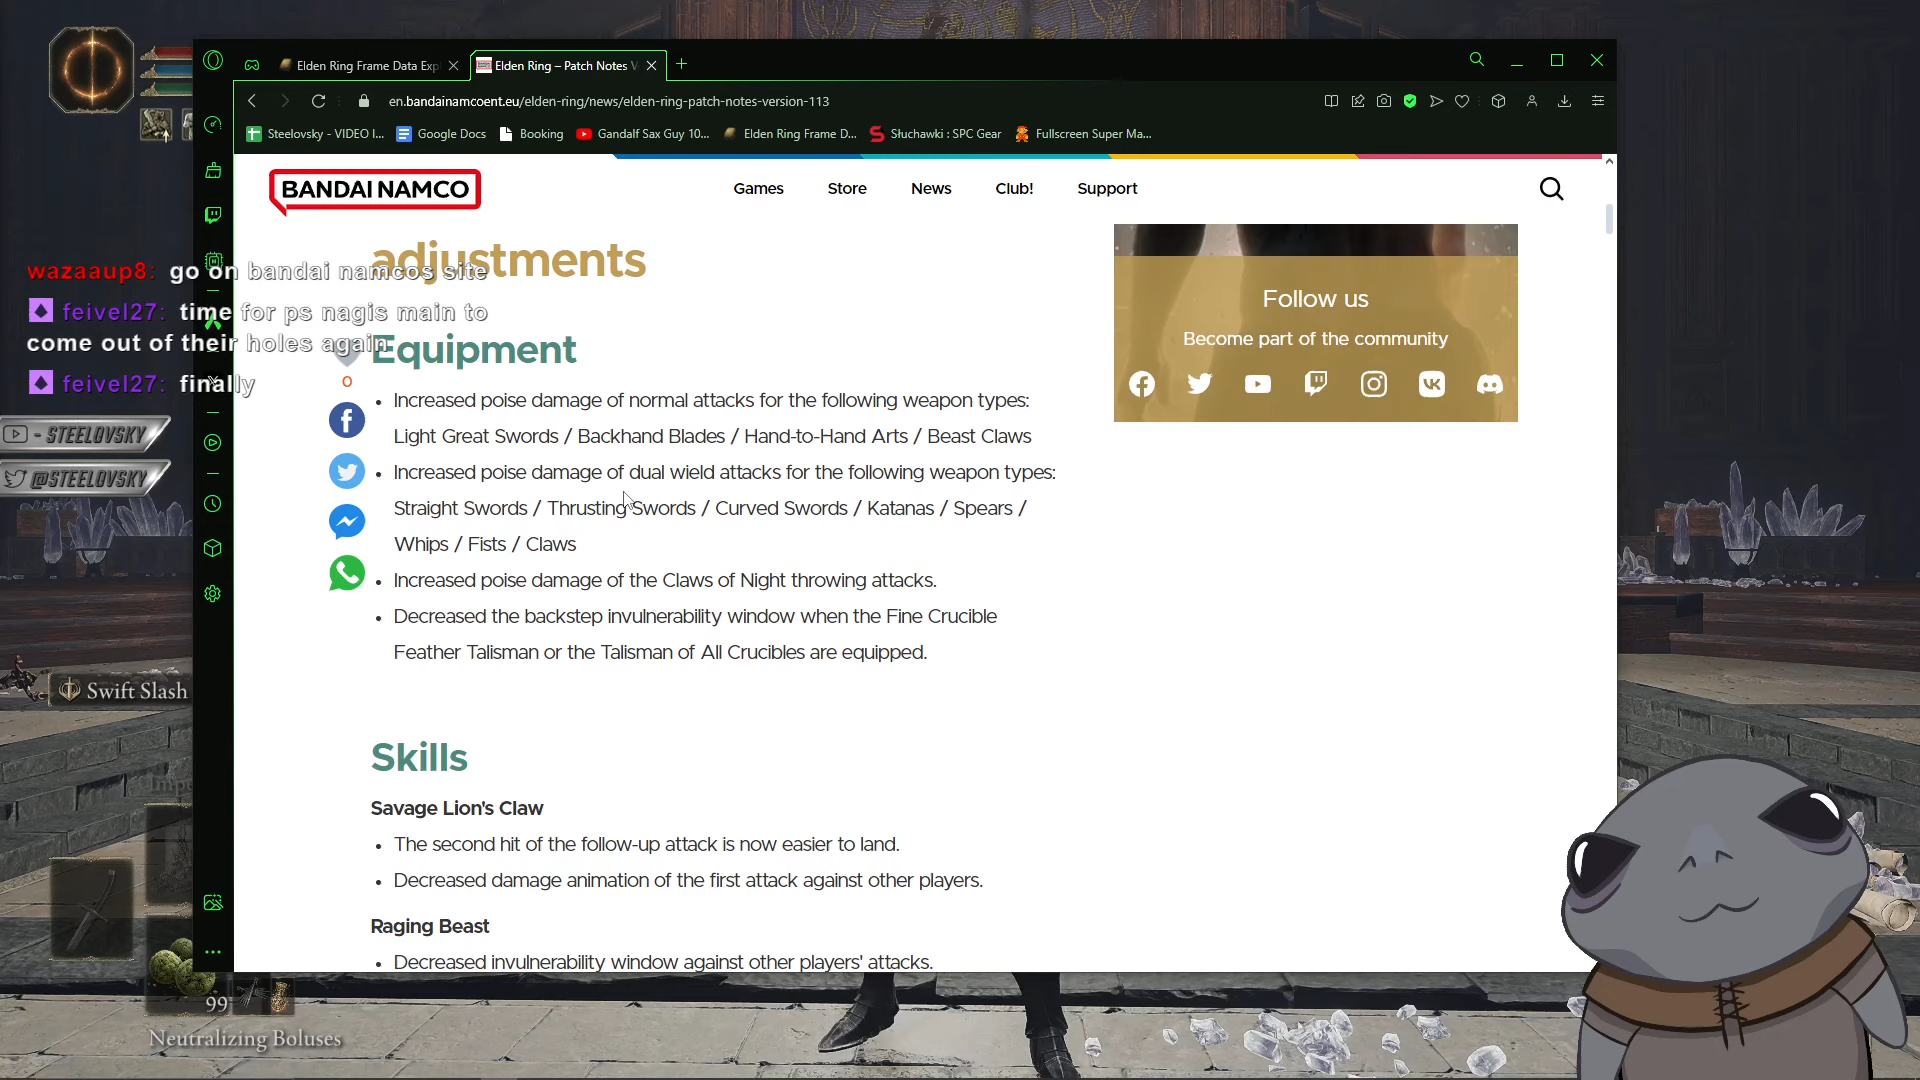 Elden Ring Frame Data Exp
Elden Ring – Patch Notes V
en.bandainamcoent.eu/elden-ring/news/elden-ring-patch-notes-version-113
Steelovsky - VIDEO I...
Google Docs
Booking
Gandalf Sax Guy 10...
Elden Ring Frame D...
Słuchawki : SPC Gear
Fullscreen Super Ma...
BANDAI NAMCO
Games
Store
News
Club!
Support
adjustments
wazaaup8: go on bandai namcos site
feivel27: time for ps nagis main to
come out of their holes again
feivel27: finally
- STEELOVSKY
@STEELOVSKY
Follow us
Become part of the community
Equipment
0
• Increased poise damage of normal attacks for the following weapon types:
Light Great Swords / Backhand Blades / Hand-to-Hand Arts / Beast Claws
• Increased poise damage of dual wield attacks for the following weapon types:
Straight Swords / Thrusting Swords / Curved Swords / Katanas / Spears /
Whips / Fists / Claws
• Increased poise damage of the Claws of Night throwing attacks.
• Decreased the backstep invulnerability window when the Fine Crucible
Feather Talisman or the Talisman of All Crucibles are equipped.
Swift Slash
Skills
Savage Lion's Claw
• The second hit of the follow-up attack is now easier to land.
• Decreased damage animation of the first attack against other players.
Raging Beast
• Decreased invulnerability window against other players' attacks.
99
Neutralizing Boluses